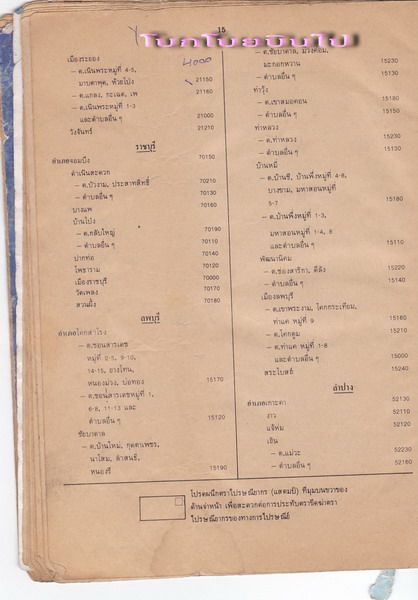 15
โบกโบยบินไป
4000
เมืองระยอง
- ต.เนินพระหมู่ที่ 4-5,
มาบตาพุด, ห้วยโป่ง 21150
- ต.แกลง, กะเฉด, เพ 21160
- ต.เนินพระหมู่ที่ 1-3
และตำบลอื่น ๆ 21000
วังจันทร์ 21210
ราชบุรี
อำเภอจอมบึง 70150
ดำเนินสะดวก
- ต.บัวงาม, ประสาทสิทธิ์ 70210
- ตำบลอื่น ๆ 70130
บางแพ 70160
บ้านโป่ง
- ต.กลับใหญ่ 70190
- ตำบลอื่น ๆ 70110
ปากท่อ 70140
โพธาราม 70120
เมืองราชบุรี 70000
วัดเพลง 70170
สวนผึ้ง 70180
ลพบุรี
อำเภอโคกสำโรง
- ต.ชอนสารเดช
หมู่ที่ 2-5, 9-10,
14-15, ยางโทน,
หนองม่วง, บ่อทอง 15170
- ต.ชอนสารเดชหมู่ที่ 1,
6-8, 11-13 และ
ตำบลอื่น ๆ 15120
ชัยบาดาล
- ต.บ้านใหม่, กุดตาเพชร,
นาโสม, ลำสนธิ,
หนองรี 15190
- ต.ชัยบาดาล, ม่วงค่อม,
มะกอกหวาน 15230
- ตำบลอื่น ๆ 15130
ท่าวุ้ง
- ต.เขาสมอคอน 15180
- ตำบลอื่น ๆ 15150
ท่าหลวง
- ต.ท่าหลวง 15230
- ตำบลอื่น ๆ 15130
บ้านหมี่
- ต.บ้านชี, บ้านพึ่งหมู่ที่ 4-8,
บางขาม, มหาสอนหมู่ที่
5-7 15180
- ต.บ้านพึ่งหมู่ที่ 1-3,
มหาสอนหมู่ที่ 1-4, 8
และตำบลอื่น ๆ 15110
พัฒนานิคม
- ต.ช่องสาริกา, ดีลัง 15220
- ตำบลอื่น ๆ 15140
เมืองลพบุรี
- ต.เขาพระงาม, โคกกระเทียม,
ท่าแค หมู่ที่ 9 15160
- ต.โคกตูม 15210
- ต.ท่าแค หมู่ที่ 1-8
และตำบลอื่น ๆ 15000
สระโบสถ์ 15240
ลำปาง
อำเภอเกาะคา 52130
งาว 52110
แจ้ห่ม 52120
เถิน
- ต.แม่วะ 52230
- ตำบลอื่น ๆ 52160
โปรดผนึกตราไปรษณียากร (แสตมป์) ที่มุมบนขวาของ
ด้านจ่าหน้า เพื่อสะดวกต่อการประทับตราขีดฆ่าตรา
ไปรษณียากรของทางการไปรษณีย์